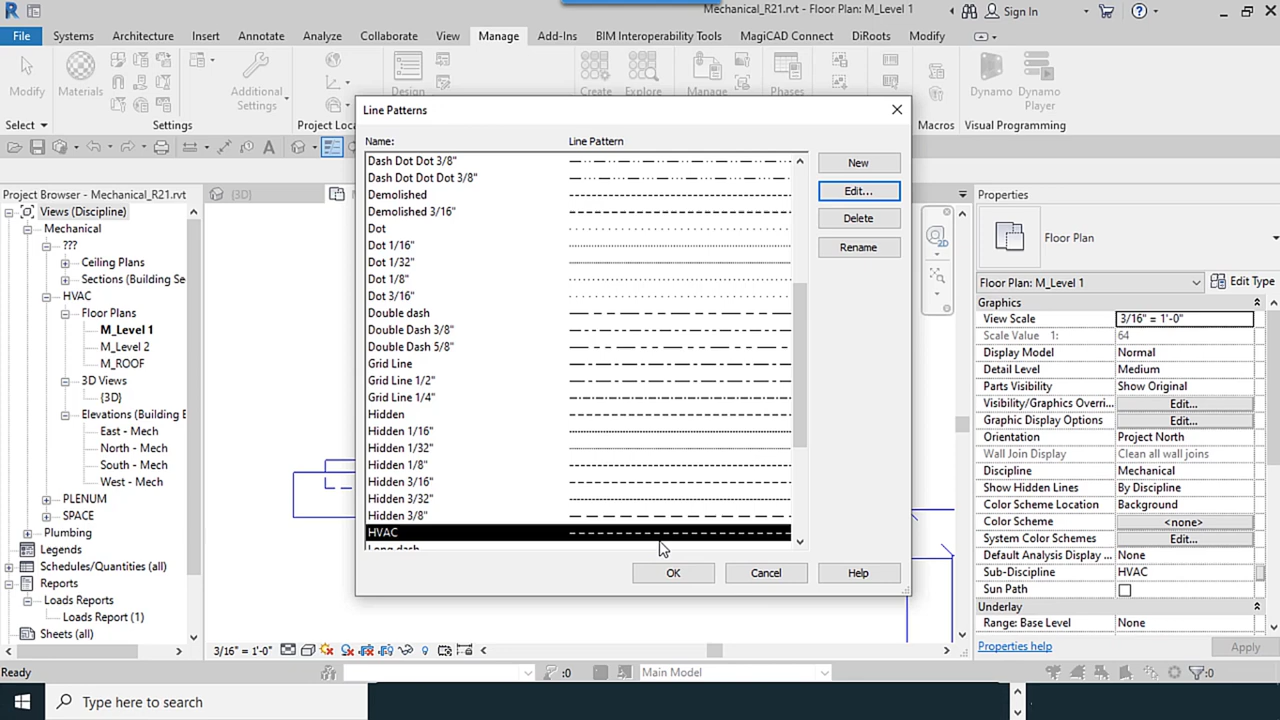 Mechanical_R21.rvt - Floor Plan: M_Level 1
Sign In
File Systems Architecture Insert Annotate Analyze Collaborate View Manage Add-Ins BIM Interoperability Tools MagiCAD Connect DiRoots Modify
Modify Materials Additional Settings Design Create Explore Manage Phases Dynamo Dynamo Player
Select Settings Project Loca Macros Visual Programming
Line Patterns
Name: Line Pattern
Dash Dot Dot 3/8"
Dash Dot Dot Dot 3/8"
Demolished
Demolished 3/16"
Dot
Dot 1/16"
Dot 1/32"
Dot 1/8"
Dot 3/16"
Double dash
Double Dash 3/8"
Double Dash 5/8"
Grid Line
Grid Line 1/2"
Grid Line 1/4"
Hidden
Hidden 1/16"
Hidden 1/32"
Hidden 1/8"
Hidden 3/16"
Hidden 3/32"
Hidden 3/8"
HVAC
Long dash
New
Edit...
Delete
Rename
OK Cancel Help
Project Browser - Mechanical_R21.rvt
Views (Discipline)
Mechanical
???
Ceiling Plans
Sections (Building Se
HVAC
Floor Plans
M_Level 1
M_Level 2
M_ROOF
3D Views
{3D}
Elevations (Building E
East - Mech
North - Mech
South - Mech
West - Mech
PLENUM
SPACE
Plumbing
Legends
Schedules/Quantities (all)
Reports
Loads Reports
Loads Report (1)
Sheets (all)
{3D}
2D
Properties
Floor Plan
Floor Plan: M_Level 1 Edit Type
Graphics
View Scale 3/16" = 1'-0"
Scale Value 1: 64
Display Model Normal
Detail Level Medium
Parts Visibility Show Original
Visibility/Graphics Overri... Edit...
Graphic Display Options Edit...
Orientation Project North
Wall Join Display Clean all wall joins
Discipline Mechanical
Show Hidden Lines By Discipline
Color Scheme Location Background
Color Scheme <none>
System Color Schemes Edit...
Default Analysis Display ... None
Sub-Discipline HVAC
Sun Path
Underlay
Range: Base Level None
Properties help Apply
3/16" = 1'-0"
Ready :0 Main Model :0
Type here to search